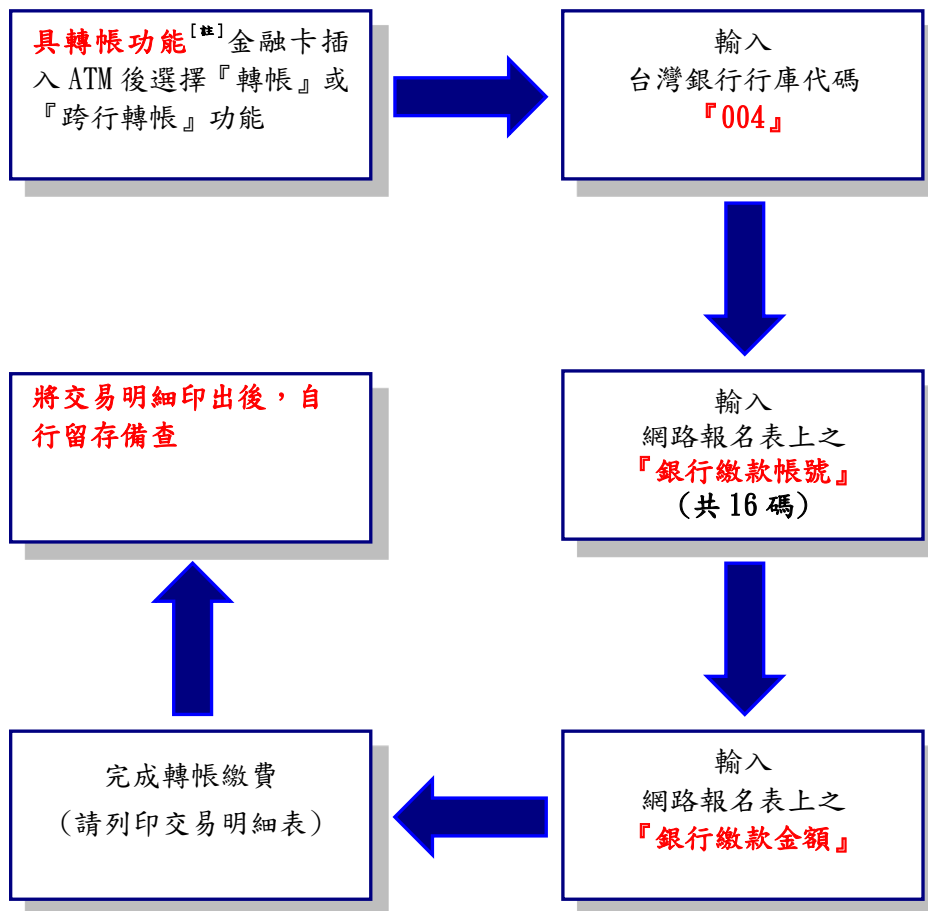 具轉帳功能[註]金融卡插
入 ATM 後選擇『轉帳』或
『跨行轉帳』功能
輸入
台灣銀行行庫代碼
『004』
輸入
網路報名表上之
『銀行繳款帳號』
(共 16 碼)
輸入
網路報名表上之
『銀行繳款金額』
完成轉帳繳費
(請列印交易明細表)
將交易明細印出後，自
行留存備查